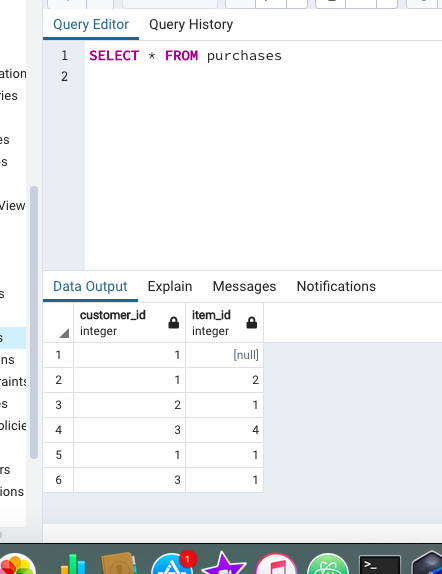 Query Editor Query History
1 SELECT * FROM purchases
2
ation
ries
es
s
View
s
s
ns
raints
es
olicie
rs
ions
Data Output Explain Messages Notifications
customer_id item_id
integer integer
1 1 [null]
2 1 2
3 2 1
4 3 4
5 1 1
6 3 1
1
>_